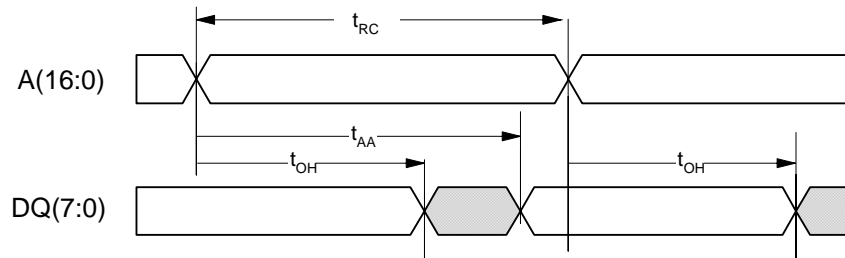 tRC
A(16:0)
tAA
tOH
tOH
DQ(7:0)